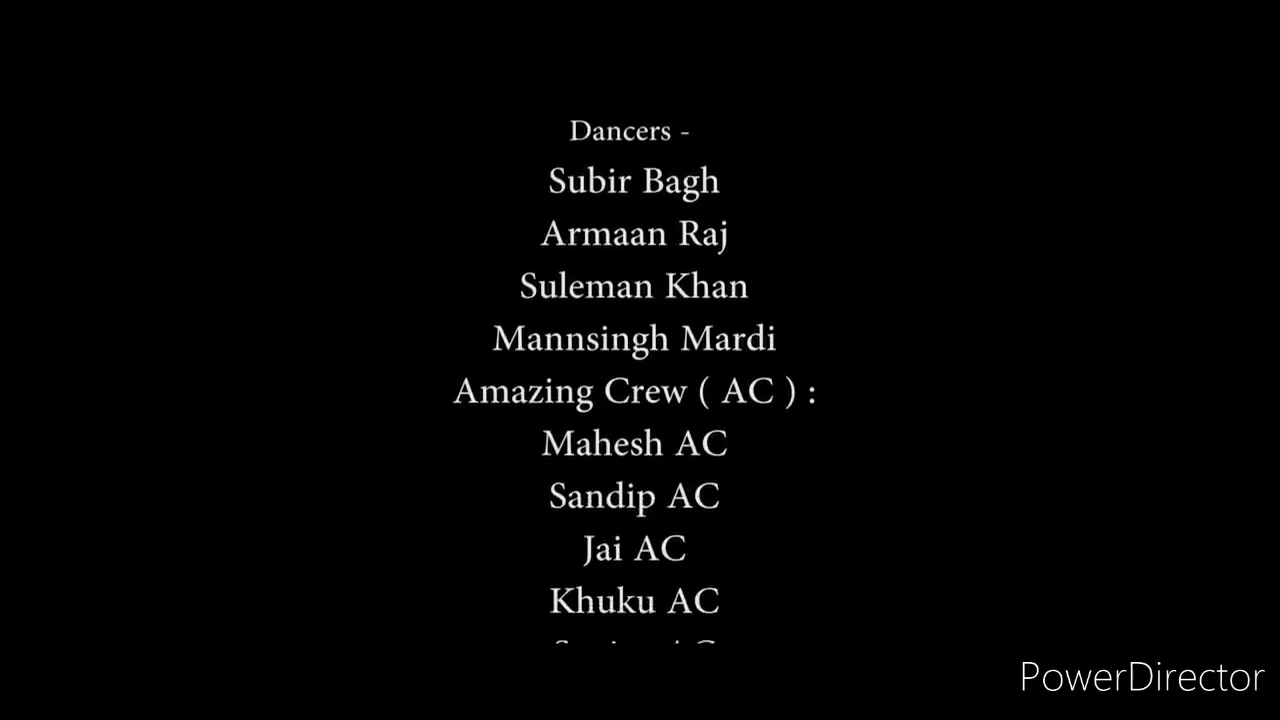 Dancers -
Subir Bagh
Armaan Raj
Suleman Khan
Mannsingh Mardi
Amazing Crew ( AC ) :
Mahesh AC
Sandip AC
Jai AC
Khuku AC
PowerDirector